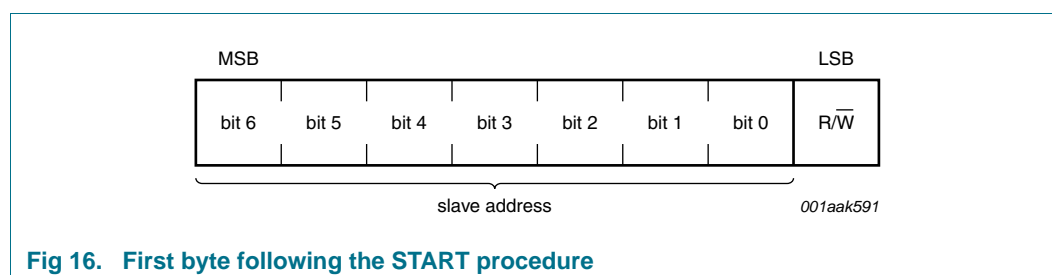 MSB LSB
bit 6 bit 5 bit 4 bit 3 bit 2 bit 1 bit 0 R/W̅
slave address 001aak591
Fig 16. First byte following the START procedure